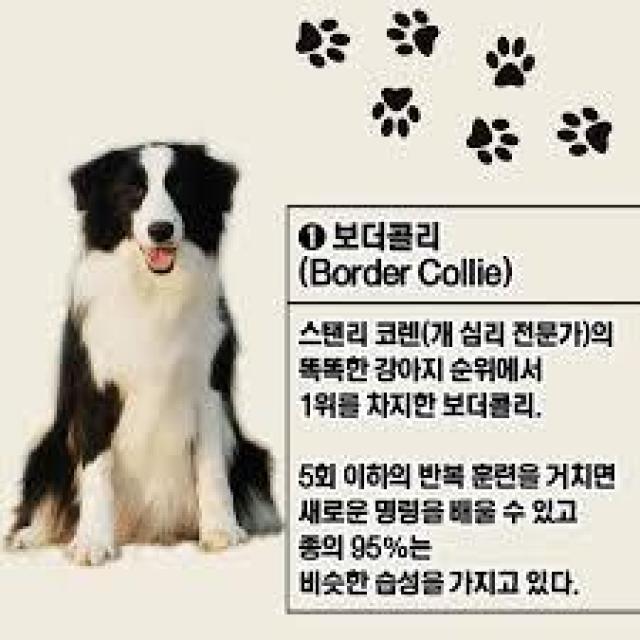 ❶ 보더콜리
(Border Collie)
스탠리 코렌(개 심리 전문가)의
똑똑한 강아지 순위에서
1위를 차지한 보더콜리.
5회 이하의 반복 훈련을 거치면
새로운 명령을 배울 수 있고
종의 95%는
비슷한 습성을 가지고 있다.